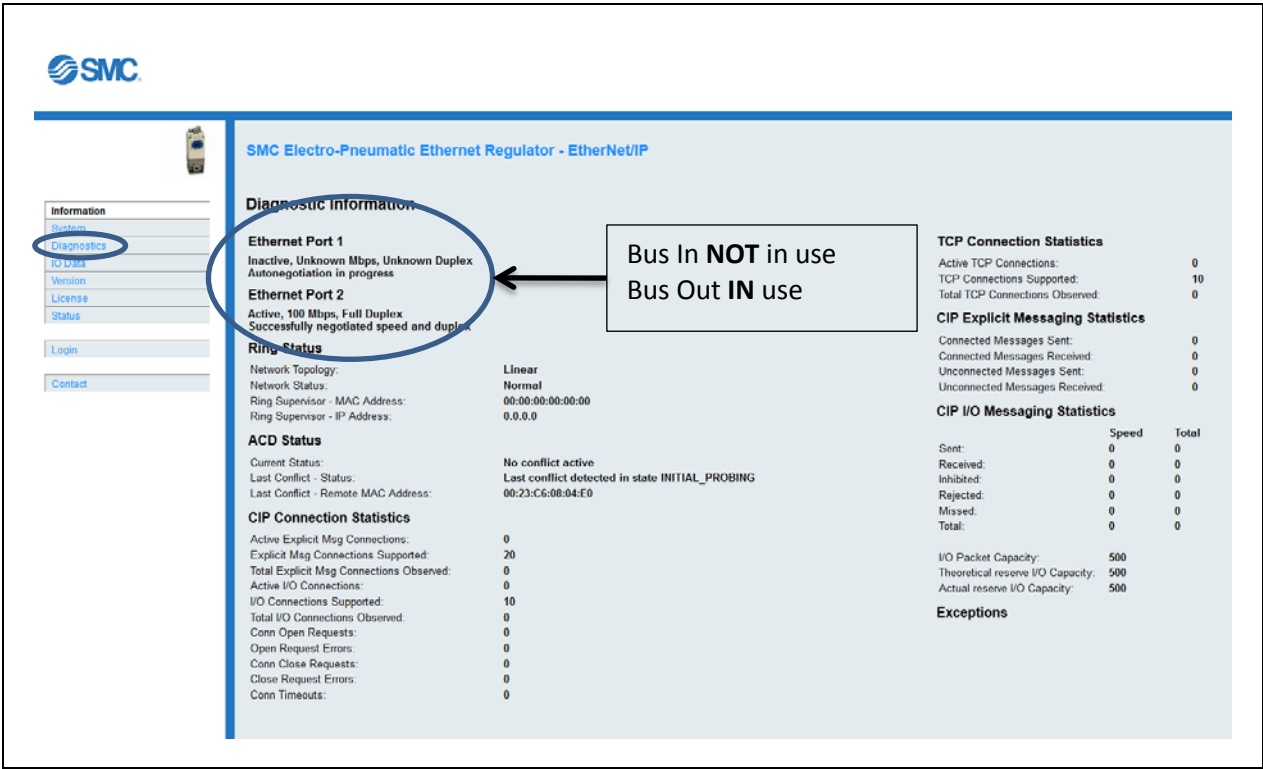 SMC
SMC Electro-Pneumatic Ethernet Regulator - EtherNet/IP
Information
System
Diagnostics
IO Data
Version
License
Status
Login
Contact
Diagnostic Information
Ethernet Port 1
Inactive, Unknown Mbps, Unknown Duplex
Autonegotiation in progress
Ethernet Port 2
Active, 100 Mbps, Full Duplex
Successfully negotiated speed and duplex
Bus In NOT in use
Bus Out IN use
Ring Status
Network Topology: Linear
Network Status: Normal
Ring Supervisor - MAC Address: 00:00:00:00:00:00
Ring Supervisor - IP Address: 0.0.0.0
ACD Status
Current Status: No conflict active
Last Conflict - Status: Last conflict detected in state INITIAL_PROBING
Last Conflict - Remote MAC Address: 00:23:C6:08:04:E0
CIP Connection Statistics
Active Explicit Msg Connections: 0
Explicit Msg Connections Supported: 20
Total Explicit Msg Connections Observed: 0
Active I/O Connections: 0
I/O Connections Supported: 10
Total I/O Connections Observed: 0
Conn Open Requests: 0
Open Request Errors: 0
Conn Close Requests: 0
Close Request Errors: 0
Conn Timeouts: 0
TCP Connection Statistics
Active TCP Connections: 0
TCP Connections Supported: 10
Total TCP Connections Observed: 0
CIP Explicit Messaging Statistics
Connected Messages Sent: 0
Connected Messages Received: 0
Unconnected Messages Sent: 0
Unconnected Messages Received: 0
CIP I/O Messaging Statistics
Speed Total
Sent: 0 0
Received: 0 0
Inhibited: 0 0
Rejected: 0 0
Missed: 0 0
Total: 0 0
I/O Packet Capacity: 500
Theoretical reserve I/O Capacity: 500
Actual reserve I/O Capacity: 500
Exceptions